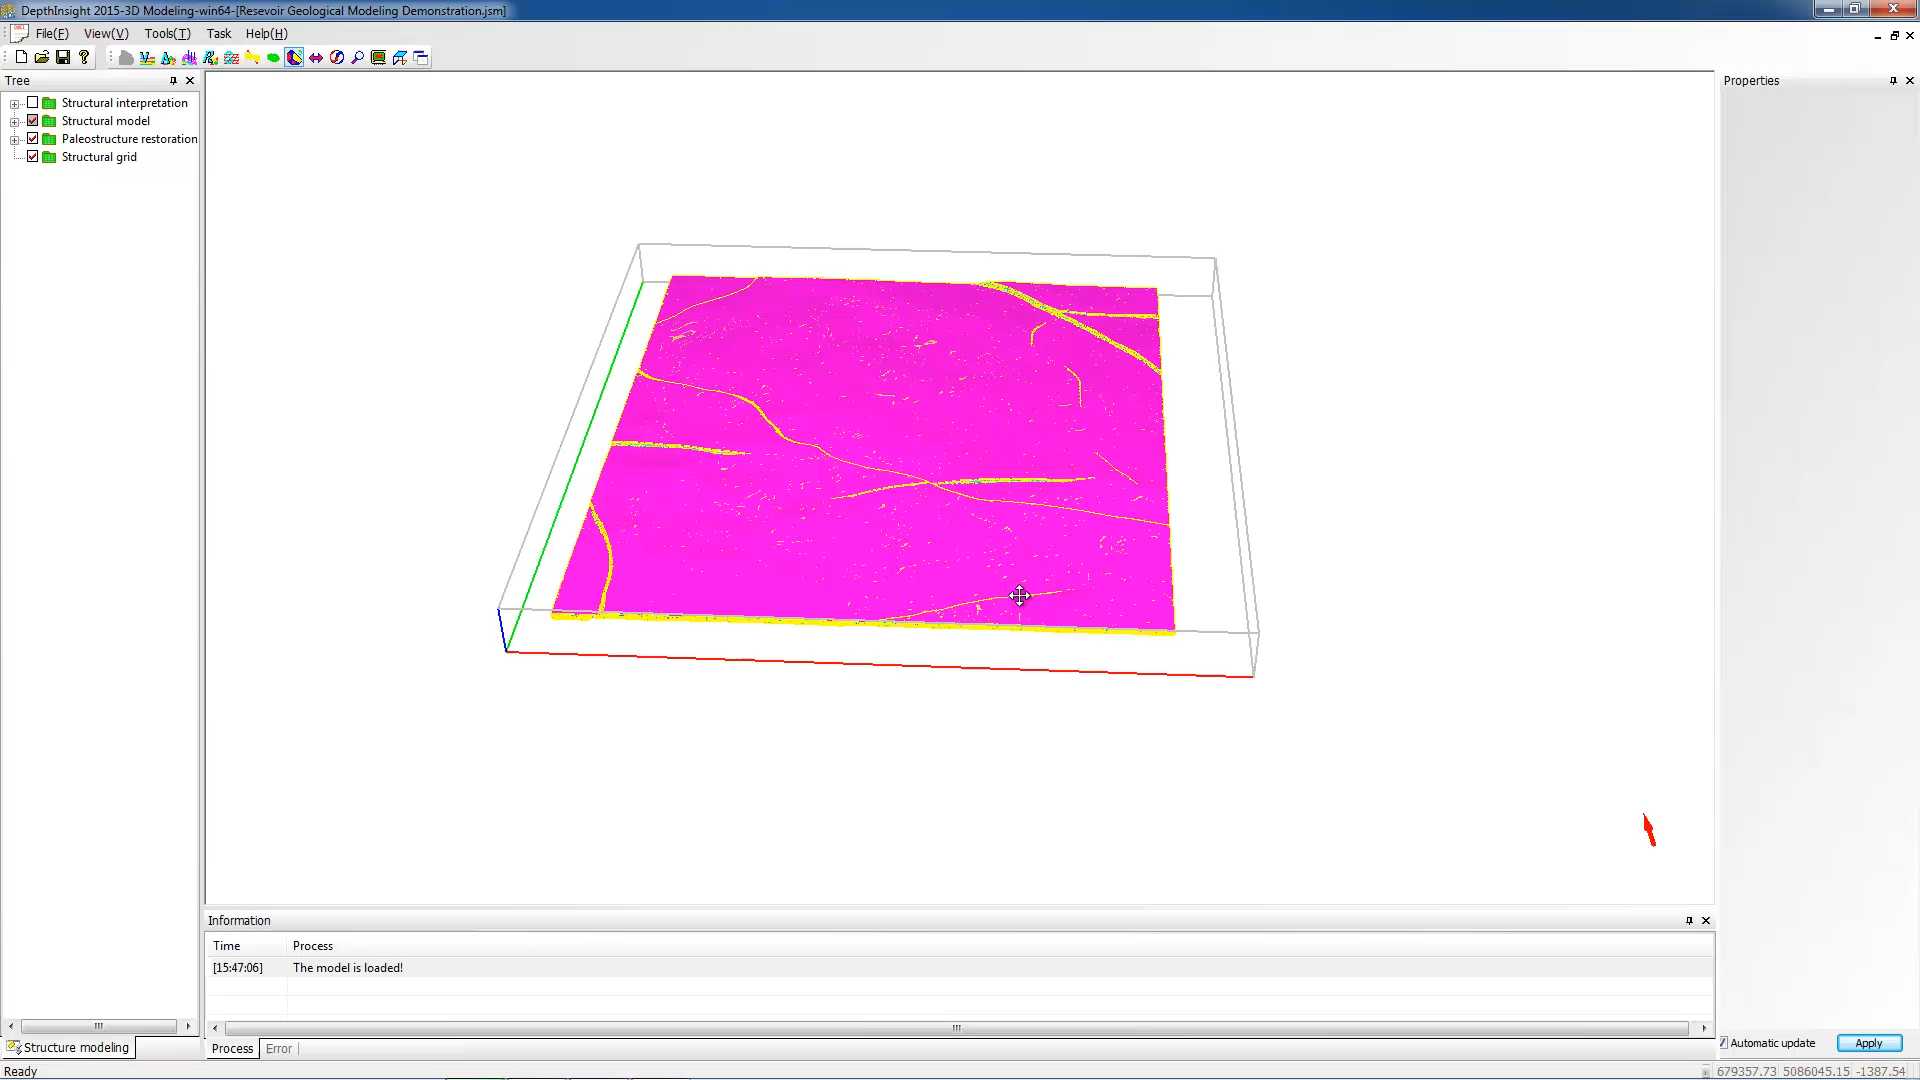 DepthInsight 2015-3D Modeling-win64-[Resevoir Geological Modeling Demonstration.jsm]
File(F) View(V) Tools(T) Task Help(H)
Tree
Structural interpretation
Structural model
Paleostructure restoration
Structural grid
Structure modeling
Information
Time Process
[15:47:06] The model is loaded!
Process Error
Properties
Automatic update Apply
Ready
679357.73 5086045.15 -1387.54